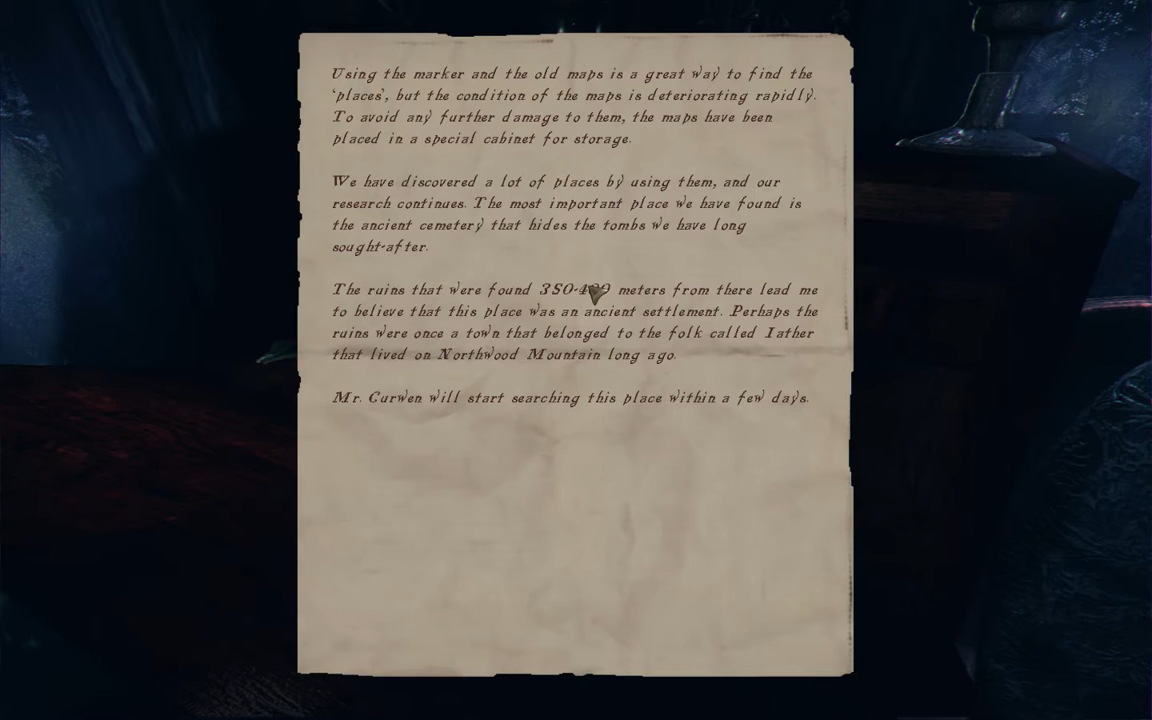 Using the marker and the old maps is a great way to find the
'places', but the condition of the maps is deteriorating rapidly.
To avoid any further damage to them, the maps have been
placed in a special cabinet for storage.
We have discovered a lot of places by using them, and our
research continues. The most important place we have found is
the ancient cemetery that hides the tombs we have long
sought-after.
The ruins that were found meters from there lead me
to believe that this place was an ancient settlement. Perhaps the
ruins were once a town that belonged to the folk called Iather
that lived on Northwood Mountain long ago.
Mr. Curwen will start searching this place within a few days.